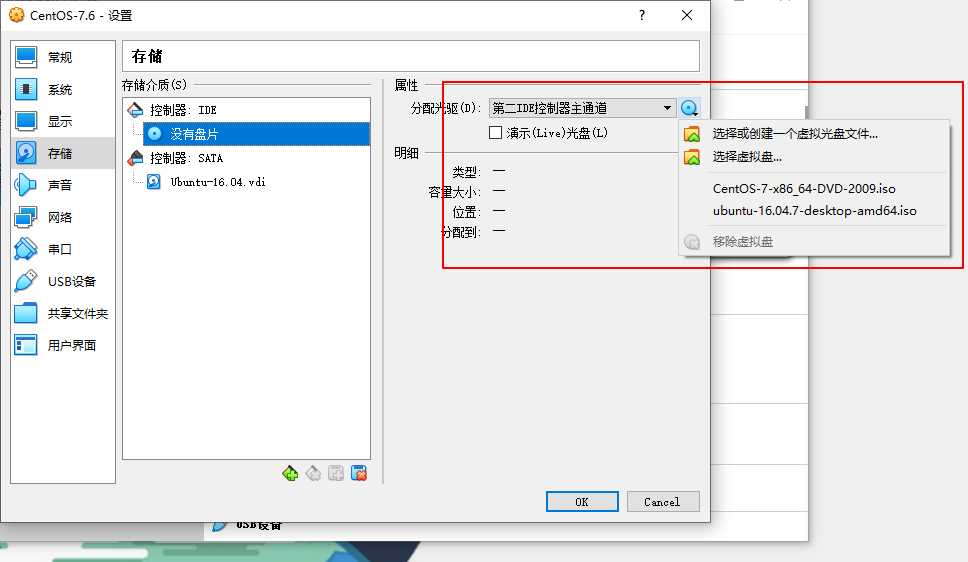 CentOS-7.6 - 设置
?
常规
系统
显示
存储
声音
网络
串口
USB设备
共享文件夹
用户界面
存储
存储介质(S)
控制器: IDE
没有盘片
控制器: SATA
Ubuntu-16.04.vdi
属性
分配光驱(D):
第二IDE控制器主通道
演示(Live)光盘(L)
明细
类型: —
容量大小: —
位置: —
分配到: —
选择或创建一个虚拟光盘文件...
选择虚拟盘...
CentOS-7-x86_64-DVD-2009.iso
ubuntu-16.04.7-desktop-amd64.iso
移除虚拟盘
OK
Cancel
USB设备